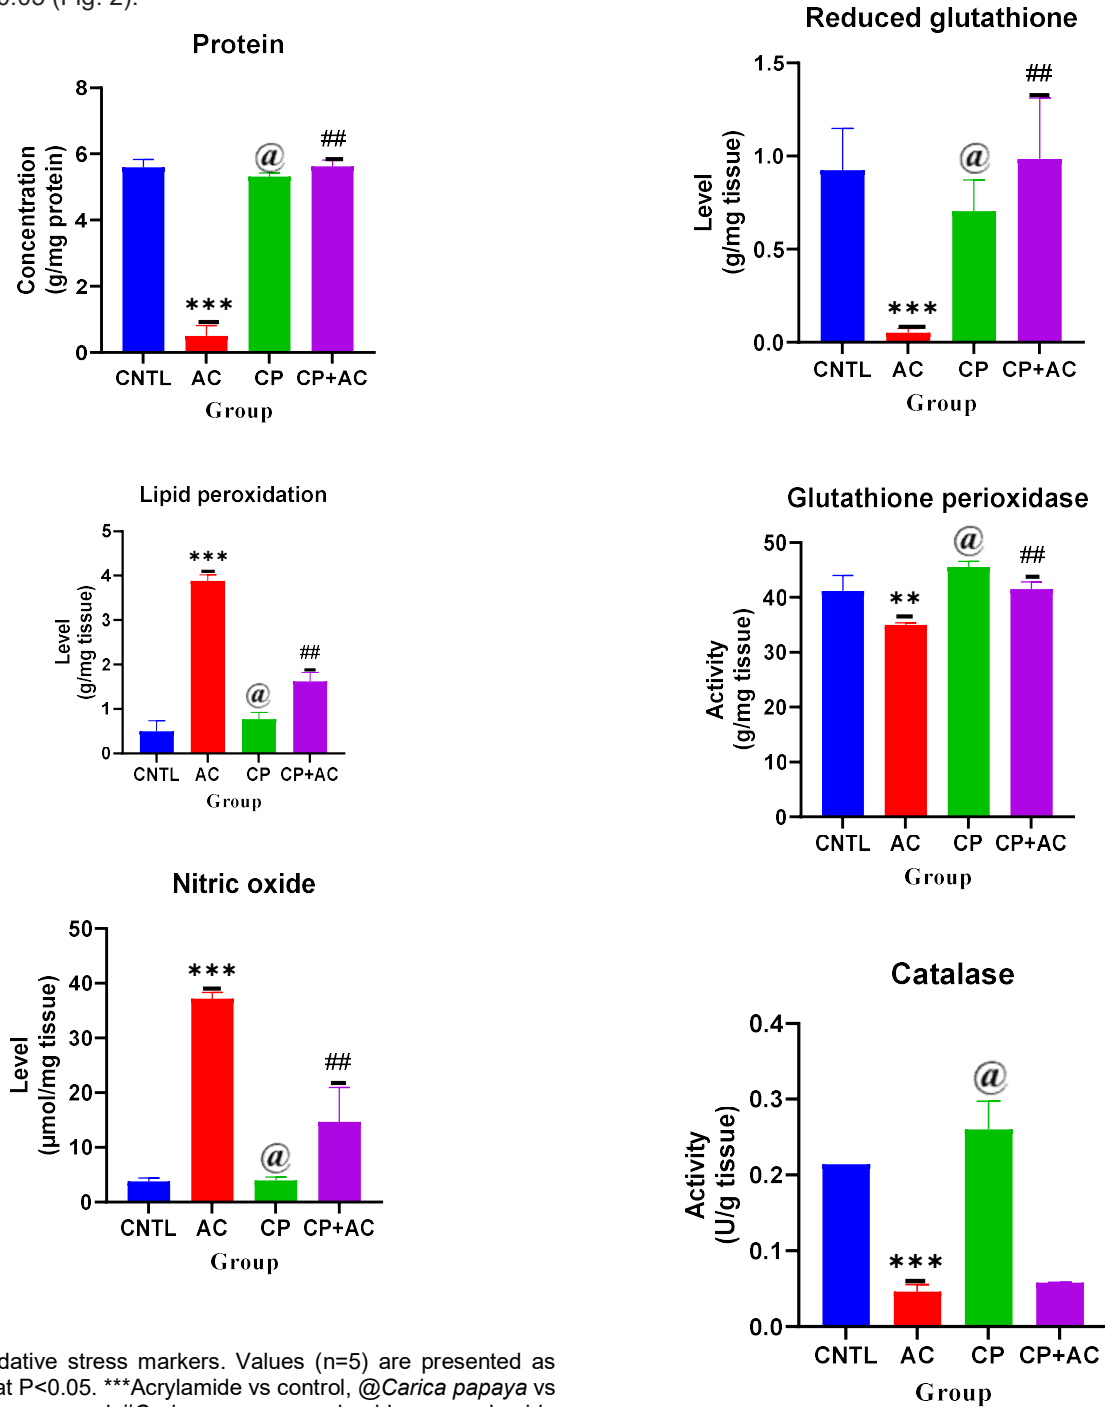 0.05 (Fig. 2).
Protein
8
6
4
2
0
Concentration
(g/mg protein)
***
@
##
CNTL AC CP CP+AC
Group
Reduced glutathione
1.5
1.0
0.5
0.0
Level
(g/mg tissue)
***
@
##
CNTL AC CP CP+AC
Group
Lipid peroxidation
5
4
3
2
1
0
Level
(g/mg tissue)
***
@
##
CNTL AC CP CP+AC
Group
Glutathione perioxidase
50
40
30
20
10
0
Activity
(g/mg tissue)
**
@
##
CNTL AC CP CP+AC
Group
Nitric oxide
50
40
30
20
10
0
Level
(µmol/mg tissue)
***
@
##
CNTL AC CP CP+AC
Group
Catalase
0.4
0.3
0.2
0.1
0.0
Activity
(U/g tissue)
***
@
CNTL AC CP CP+AC
Group
dative stress markers. Values (n=5) are presented as
at P<0.05. ***Acrylamide vs control, @Carica papaya vs